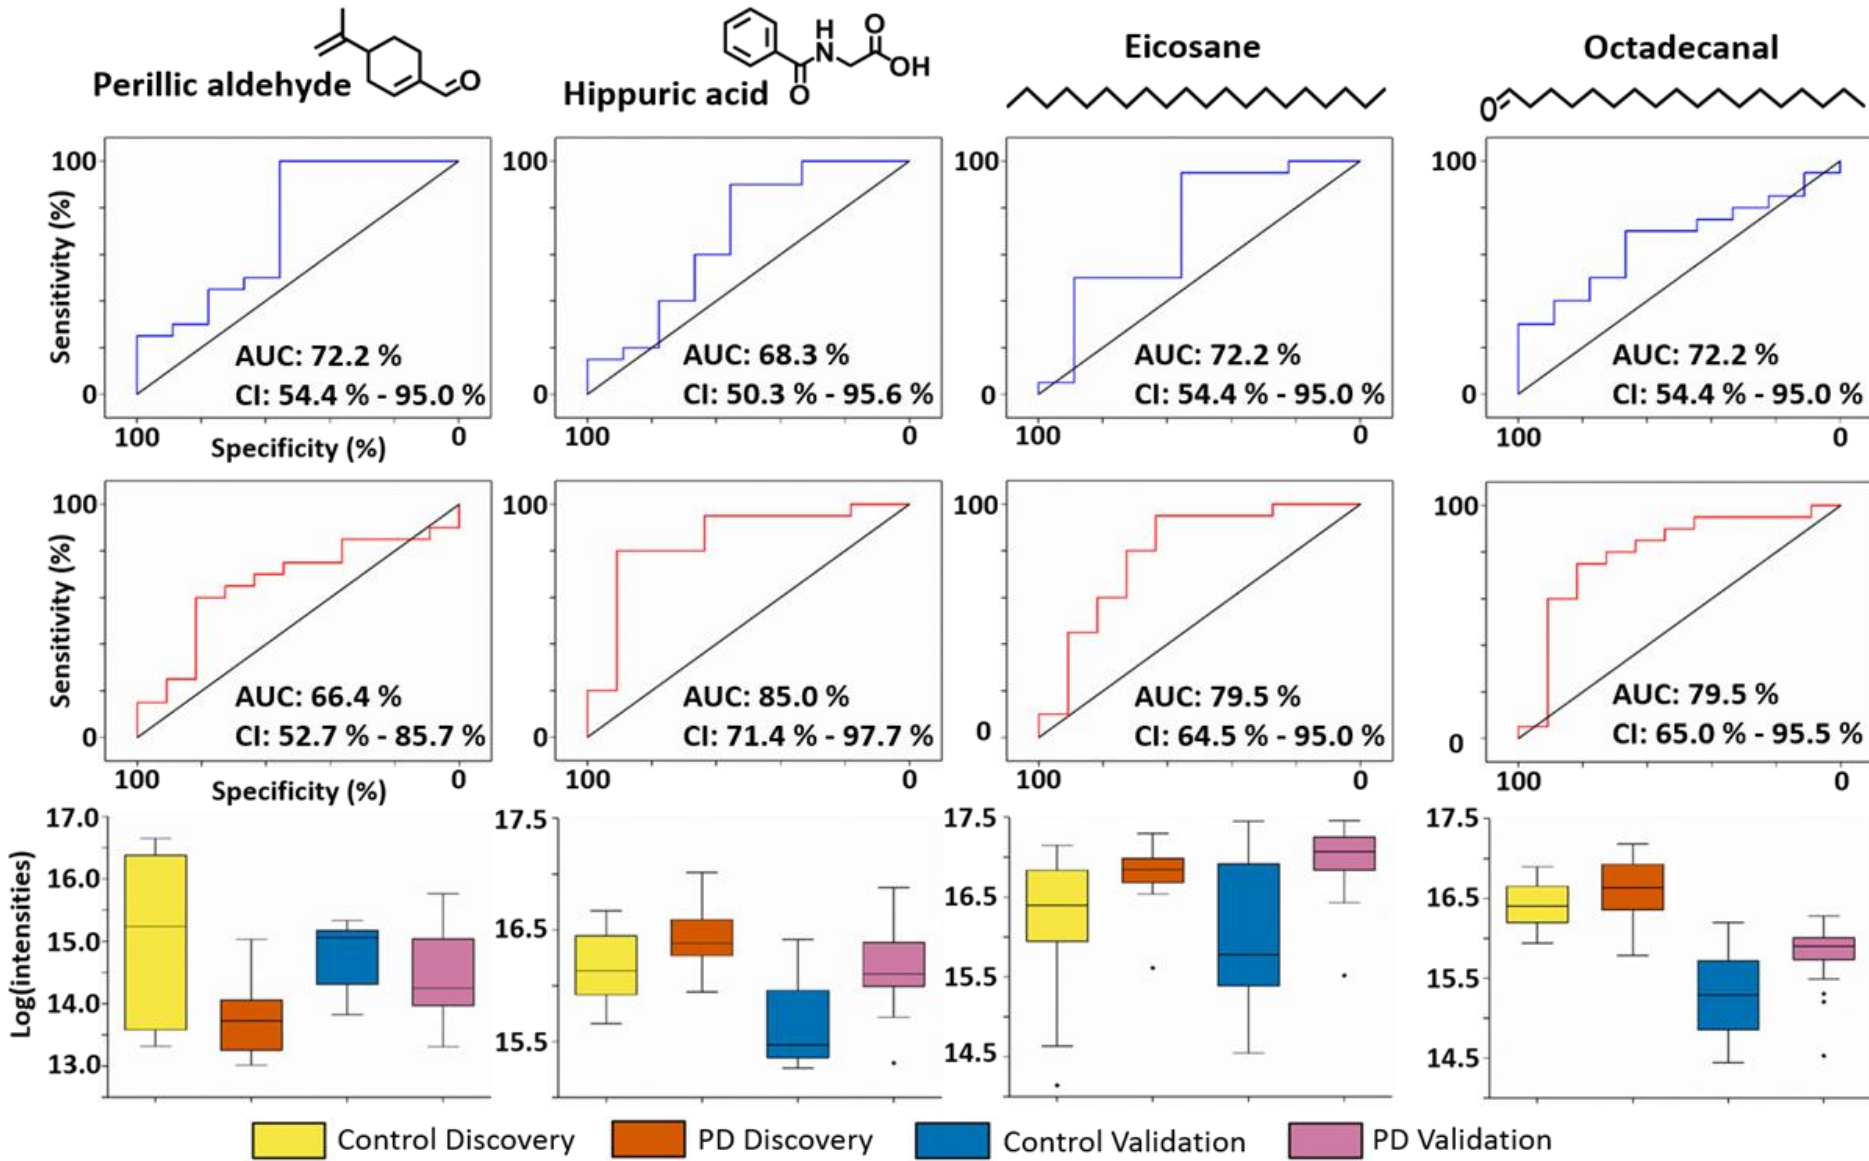 Perillic aldehyde
O
Hippuric acid
H
N
O
OH
O
Eicosane
Octadecanal
O
Sensitivity (%)
100
0
AUC: 72.2 %
CI: 54.4 % - 95.0 %
100
Specificity (%)
0
100
0
AUC: 68.3 %
CI: 50.3 % - 95.6 %
100
0
100
0
AUC: 72.2 %
CI: 54.4 % - 95.0 %
100
0
100
0
AUC: 72.2 %
CI: 54.4 % - 95.0 %
100
0
Sensitivity (%)
100
0
AUC: 66.4 %
CI: 52.7 % - 85.7 %
100
Specificity (%)
0
100
0
AUC: 85.0 %
CI: 71.4 % - 97.7 %
100
0
100
0
AUC: 79.5 %
CI: 64.5 % - 95.0 %
100
0
100
0
AUC: 79.5 %
CI: 65.0 % - 95.5 %
100
0
Log(intensities)
17.0
16.0
15.0
14.0
13.0
17.5
16.5
15.5
17.5
16.5
15.5
14.5
17.5
16.5
15.5
14.5
Control Discovery
PD Discovery
Control Validation
PD Validation